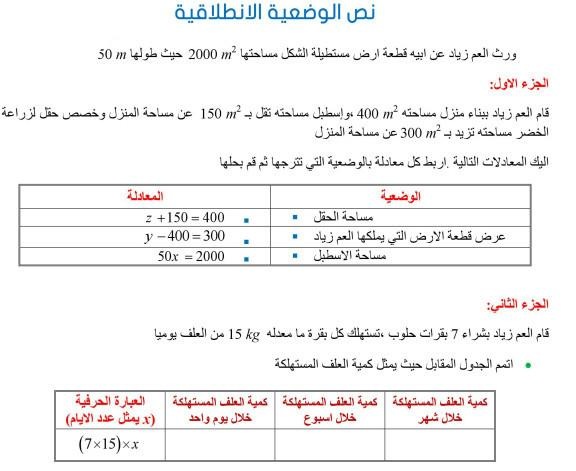 نص الوضعية الانطلاقية
ورث العم زياد عن ابيه قطعة ارض مستطيلة الشكل مساحتها 2000 m² حيث طولها 50 m
الجزء الاول:
قام العم زياد ببناء منزل مساحته 400 m² ،وإسطبل مساحته تقل بـ 150 m² عن مساحة المنزل وخصص حقل لزراعة
الخضر مساحته تزيد بـ 300 m² عن مساحة المنزل
اليك المعادلات التالية .اربط كل معادلة بالوضعية التي تترجها ثم قم بحلها
الوضعية المعادلة
مساحة الحقل z +150 = 400
عرض قطعة الارض التي يملكها العم زياد y −400 = 300
مساحة الاسطبل 50x = 2000
الجزء الثاني:
قام العم زياد بشراء 7 بقرات حلوب ،تستهلك كل بقرة ما معدله 15 kg من العلف يوميا
اتمم الجدول المقابل حيث يمثل كمية العلف المستهلكة
كمية العلف المستهلكة خلال شهر
كمية العلف المستهلكة خلال اسبوع
كمية العلف المستهلكة خلال يوم واحد
العبارة الحرفية (x يمثل عدد الايام)
(7×15)×x